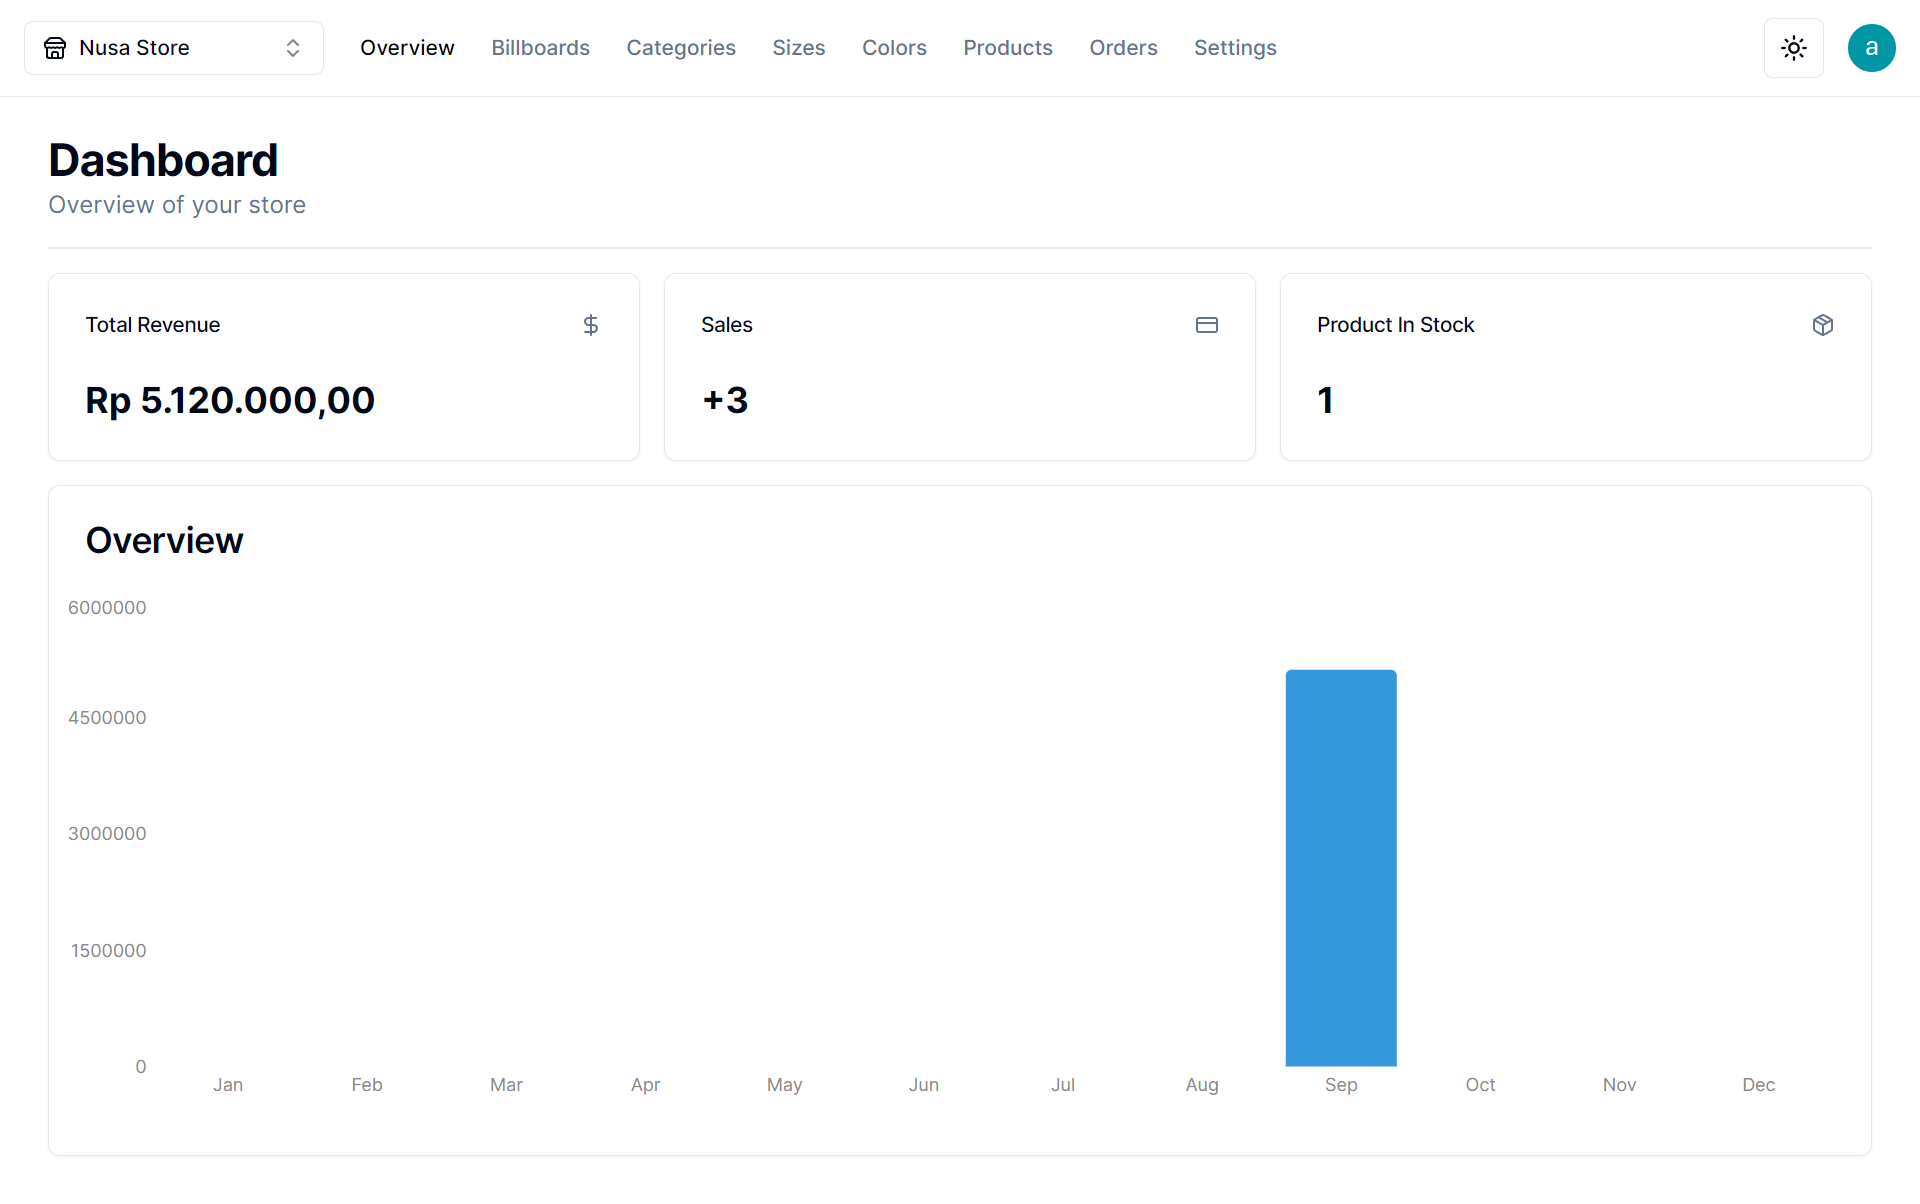 Nusa Store Overview Billboards Categories Sizes Colors Products Orders Settings a
Dashboard
Overview of your store
Total Revenue
Rp 5.120.000,00
Sales
+3
Product In Stock
1
Overview
6000000
4500000
3000000
1500000
0
Jan Feb Mar Apr May Jun Jul Aug Sep Oct Nov Dec